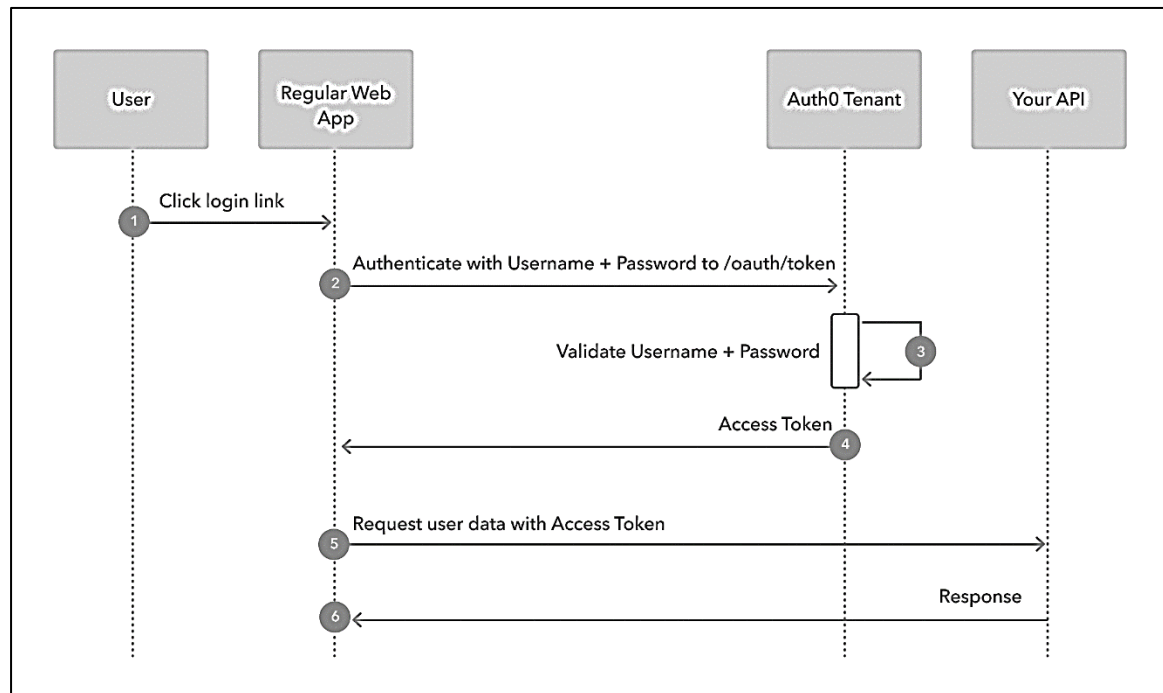 User
Regular Web
App
Auth0 Tenant
Your API
Click login link
1
Authenticate with Username + Password to /oauth/token
2
Validate Username + Password
3
Access Token
4
Request user data with Access Token
5
Response
6